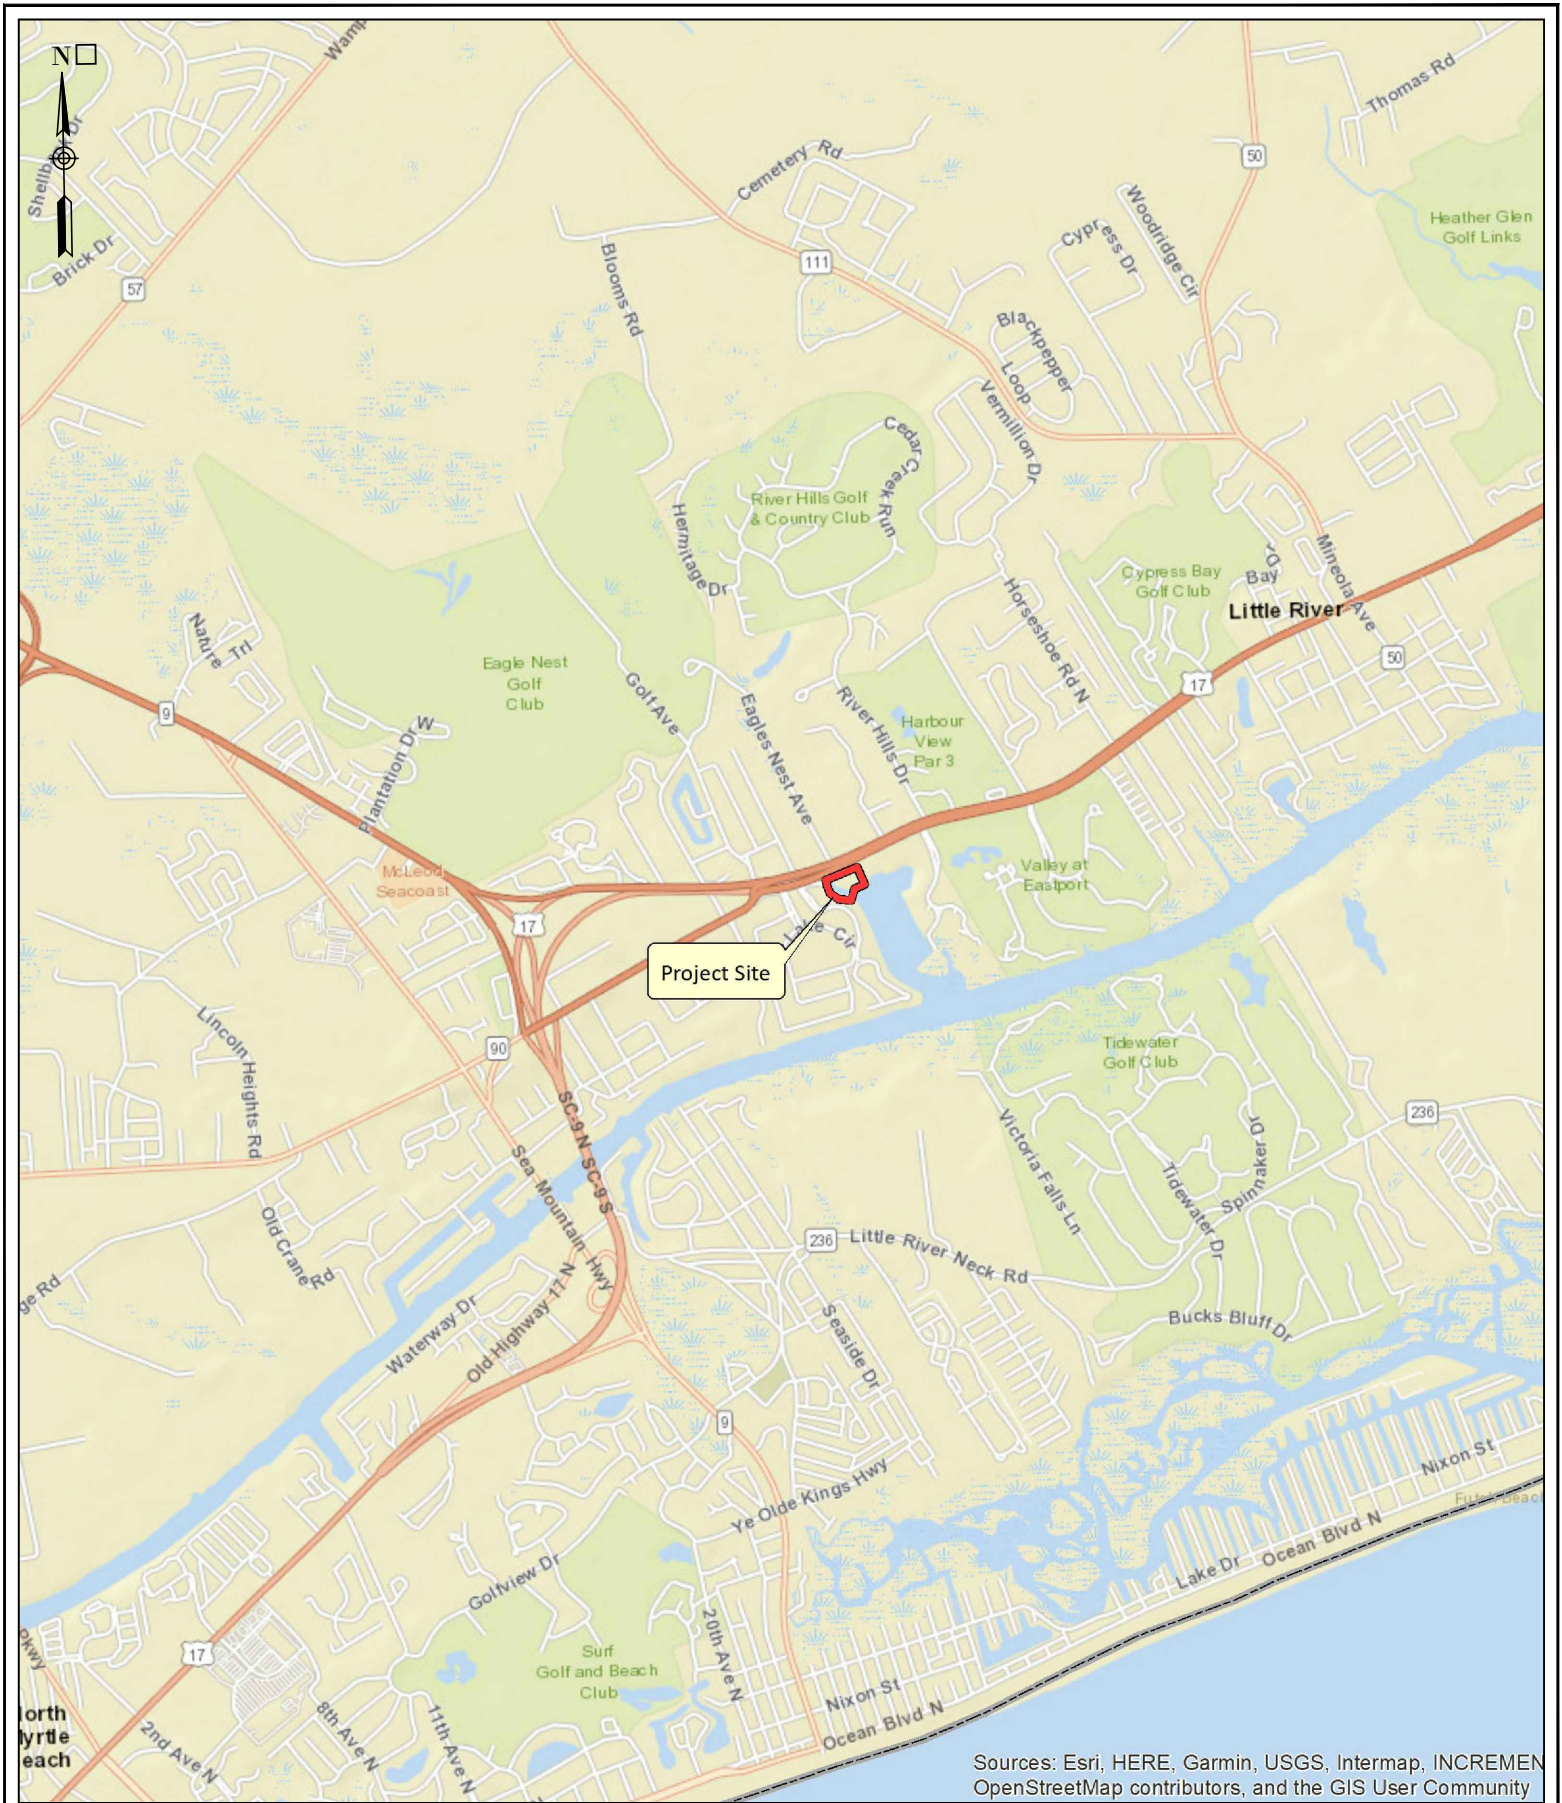 N
Wamp
Thomas Rd
Shellb
Dr
Cemetery Rd
50
Woodridge Cir
Heather Glen
Golf Links
Cypress Dr
Brick Dr
57
111
Blooms Rd
Blackpepper
Loop
Vermillion Dr
Cedar
Creek Run
River Hills Golf
& Country Club
Hermitage Dr
Mineola Ave
Cypress Bay
Golf Club
Bay
Dr
Little River
Horseshoe Rd N
Nature Trl
50
Eagle Nest
Golf
Club
Golf Ave
17
Eagles Nest Ave
River Hills Dr
Harbour
View
Par 3
9
Plantation Dr W
McLeod
Seacoast
Valley at
Eastport
17
Lake Cir
Project Site
Lincoln Heights Rd
90
Tidewater
Golf Club
SC-9 N
SC-9 S
236
Victoria Falls Ln
Spinnaker Dr
Tidewater Dr
Sea Mountain Hwy
Old Crane Rd
236
Little River Neck Rd
ge Rd
Waterway Dr
Old Highway 17 N
Seaside Dr
Bucks Bluff Dr
9
Nixon St
Ye Olde Kings Hwy
Ocean Blvd N
Lake Dr
Golfview Dr
20th Ave N
17
Surf
Golf and Beach
Club
Pkwy
Nixon St
Ocean Blvd N
orth
yrtle
each
2nd Ave N
8th Ave N
11th Ave N
Sources: Esri, HERE, Garmin, USGS, Intermap, INCREMEN
OpenStreetMap contributors, and the GIS User Community